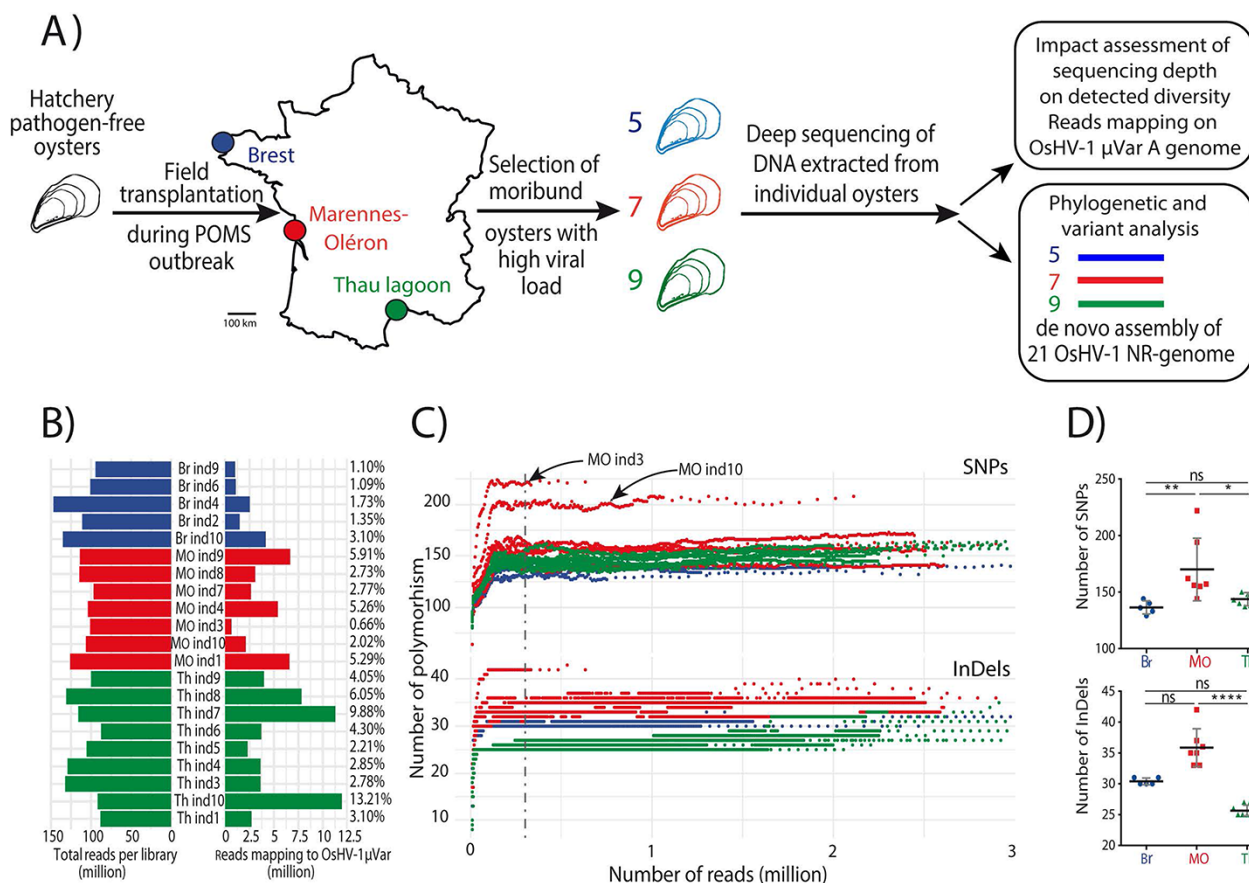 A)
Hatchery
pathogen-free
oysters
Field
transplantation
during POMS
outbreak
Brest
Marennes-
Oléron
Thau lagoon
100 km
Selection of
moribund
oysters with
high viral
load
5
7
9
Deep sequencing of
DNA extracted from
individual oysters
Impact assessment of
sequencing depth
on detected diversity
Reads mapping on
OsHV-1 µVar A genome
Phylogenetic and
variant analysis
5
7
9
de novo assembly of
21 OsHV-1 NR-genome
B)
Br ind9 1.10%
Br ind6 1.09%
Br ind4 1.73%
Br ind2 1.35%
Br ind10 3.10%
MO ind9 5.91%
MO ind8 2.73%
MO ind7 2.77%
MO ind4 5.26%
MO ind3 0.66%
MO ind10 2.02%
MO ind1 5.29%
Th ind9 4.05%
Th ind8 6.05%
Th ind7 9.88%
Th ind6 4.30%
Th ind5 2.21%
Th ind4 2.85%
Th ind3 2.78%
Th ind10 13.21%
Th ind1 3.10%
150 100 50 0 0 2.5 5 7.5 10 12.5
Total reads per library
(million)
Reads mapping to OsHV-1µVar
(million)
C)
MO ind3
MO ind10
SNPs
200
150
100
Number of polymorhism
InDels
40
30
20
10
0 1 2 3
Number of reads (million)
D)
ns
** *
250
200
150
100
Number of SNPs
Br MO T
ns
ns ****
45
40
35
30
25
20
Number of InDels
Br MO T